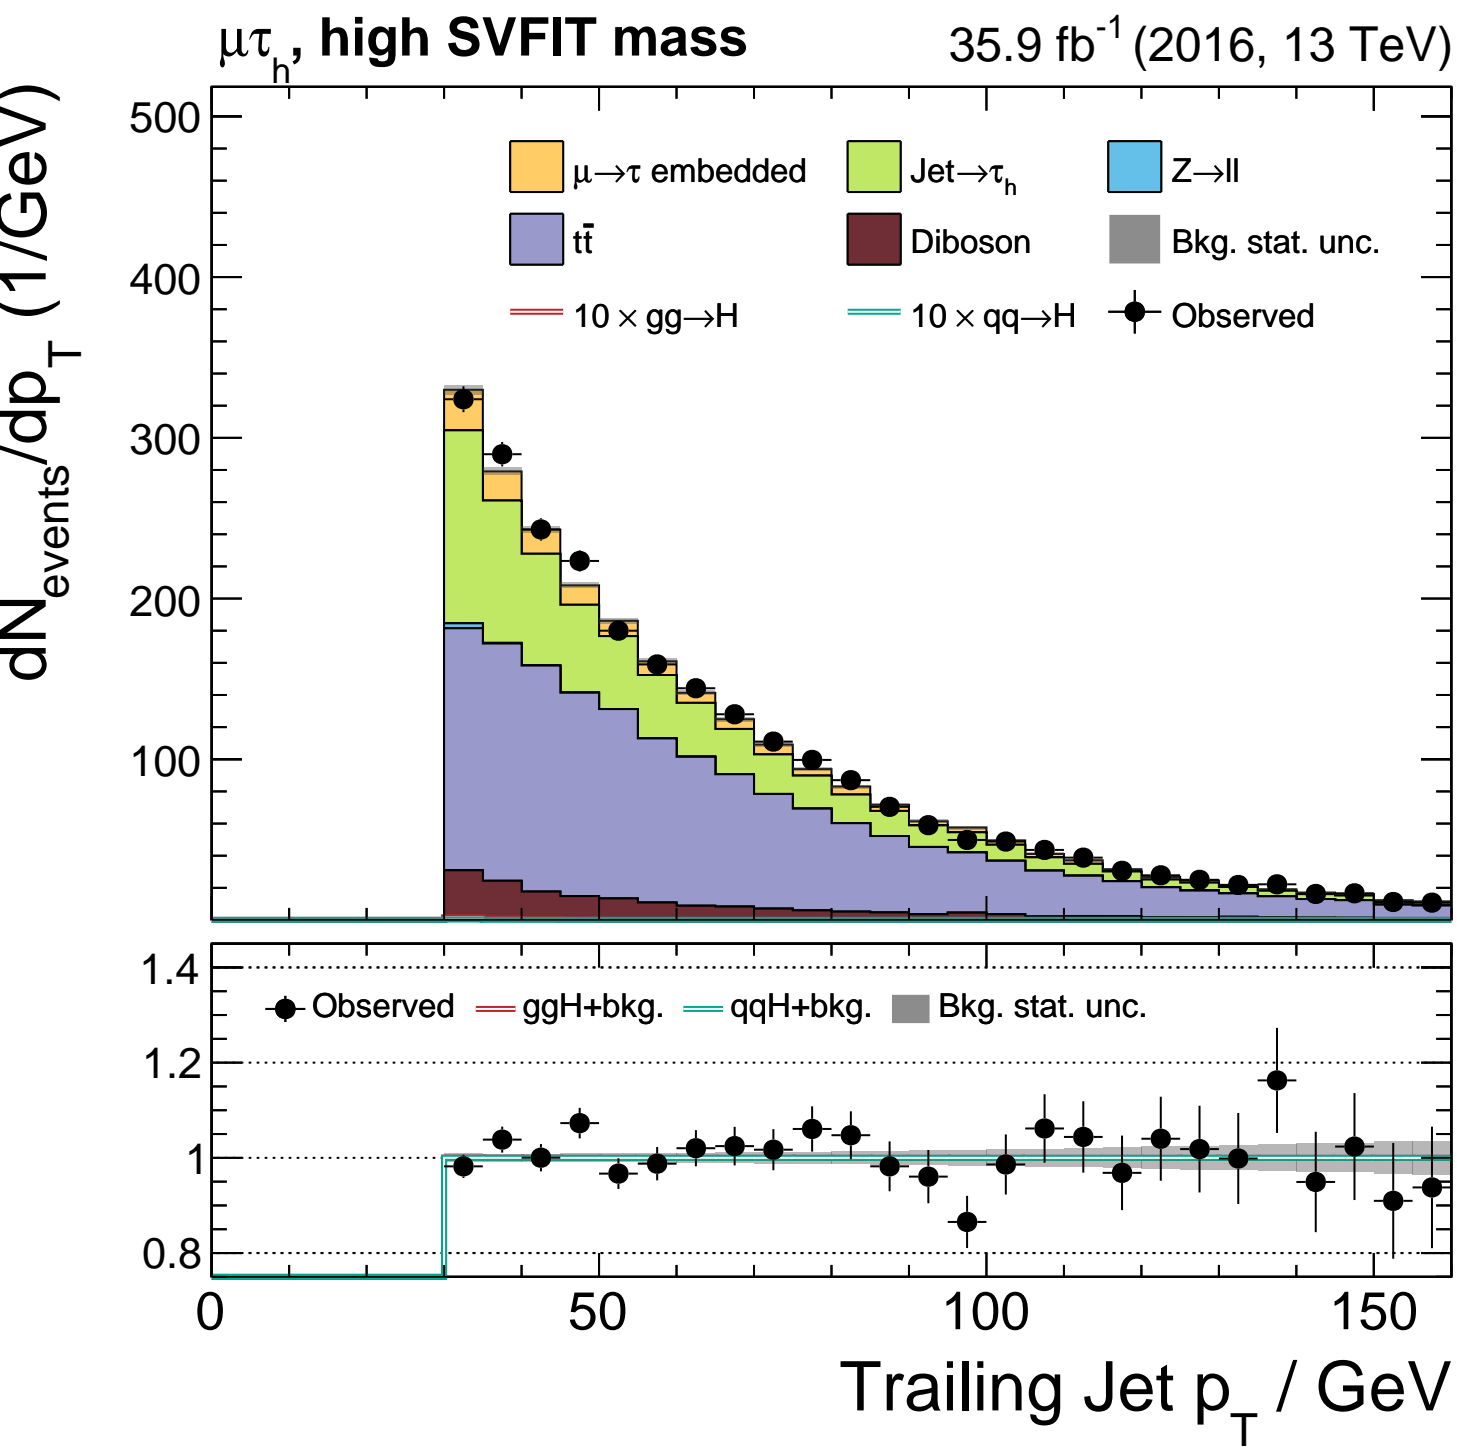 μτh, high SVFIT mass 35.9 fb-1 (2016, 13 TeV)
dNevents/dpT (1/GeV)
500
400
300
200
100
μ→τ embedded Jet→τh Z→ll
tt̄ Diboson Bkg. stat. unc.
10 × gg→H 10 × qq→H Observed
1.4
1.2
1
0.8
Observed ggH+bkg. qqH+bkg. Bkg. stat. unc.
0 50 100 150
Trailing Jet pT / GeV